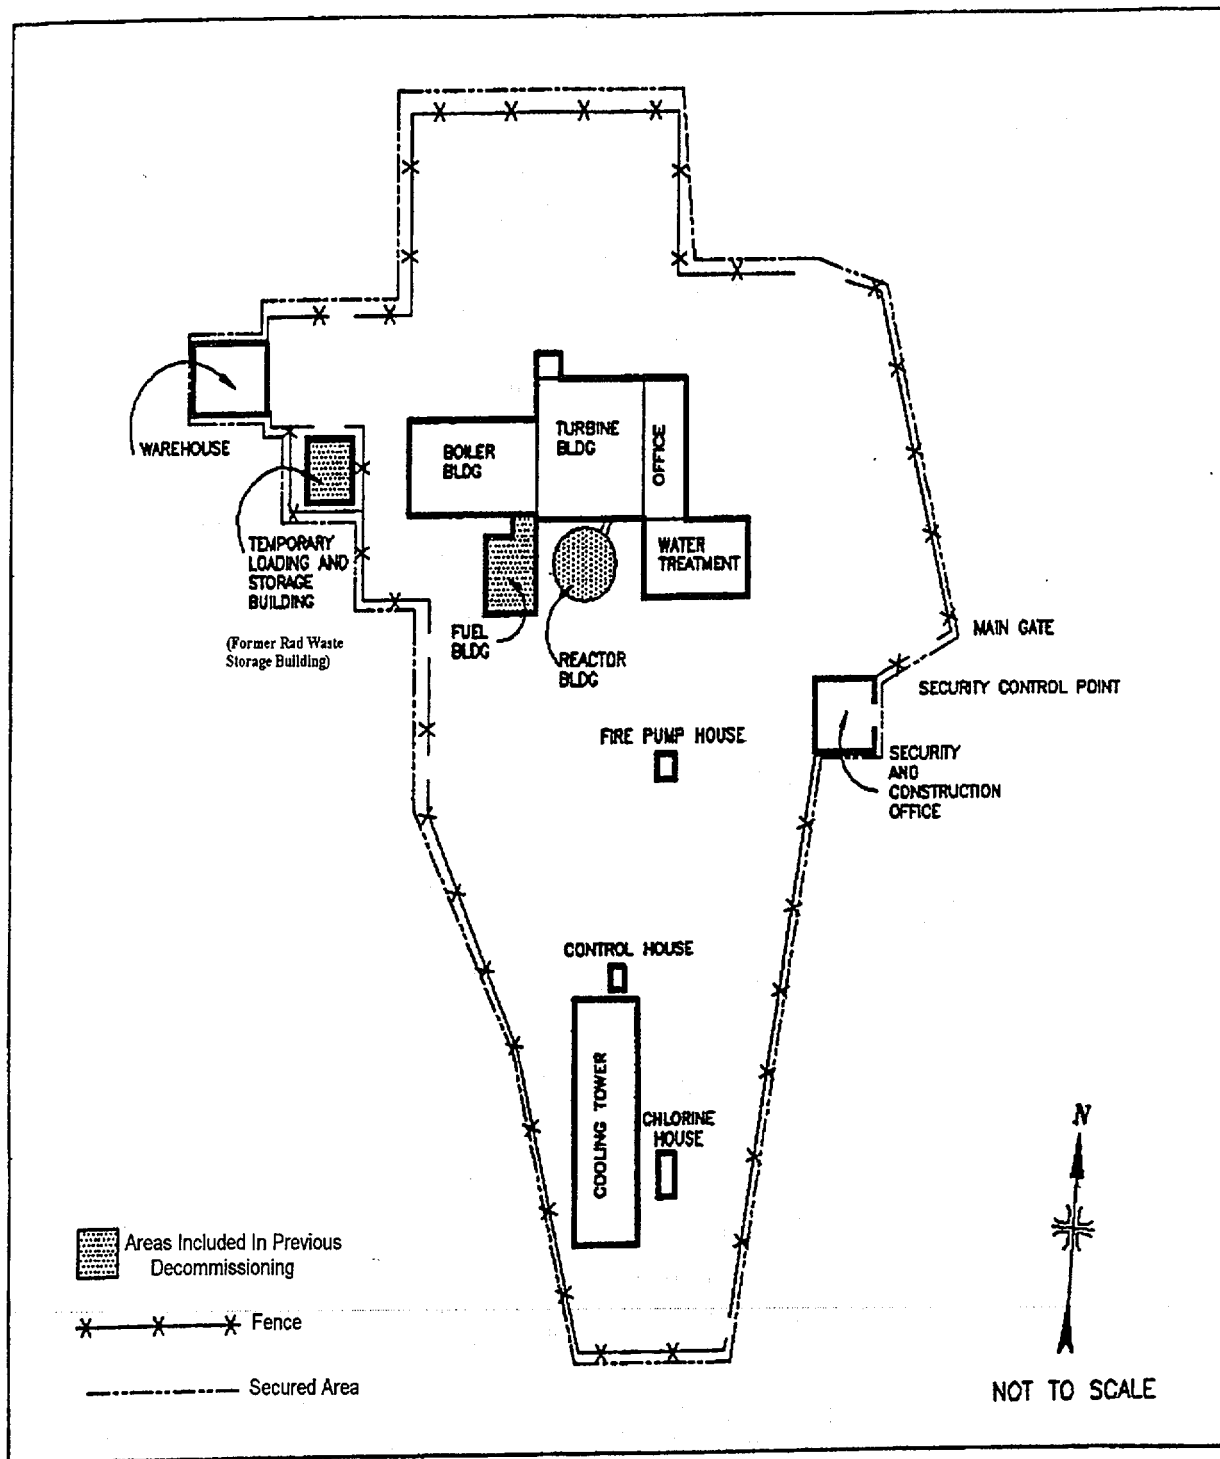 WAREHOUSE
BOILER
BLDG
TURBINE
BLDG
OFFICE
TEMPORARY
LOADING AND
STORAGE
BUILDING
(Former Rad Waste
Storage Building)
WATER
TREATMENT
FUEL
BLDG
REACTOR
BLDG
MAIN GATE
SECURITY CONTROL POINT
FIRE PUMP HOUSE
SECURITY
AND
CONSTRUCTION
OFFICE
CONTROL HOUSE
COOLING TOWER
CHLORINE
HOUSE
N
Areas Included In Previous
Decommissioning
Fence
Secured Area
NOT TO SCALE